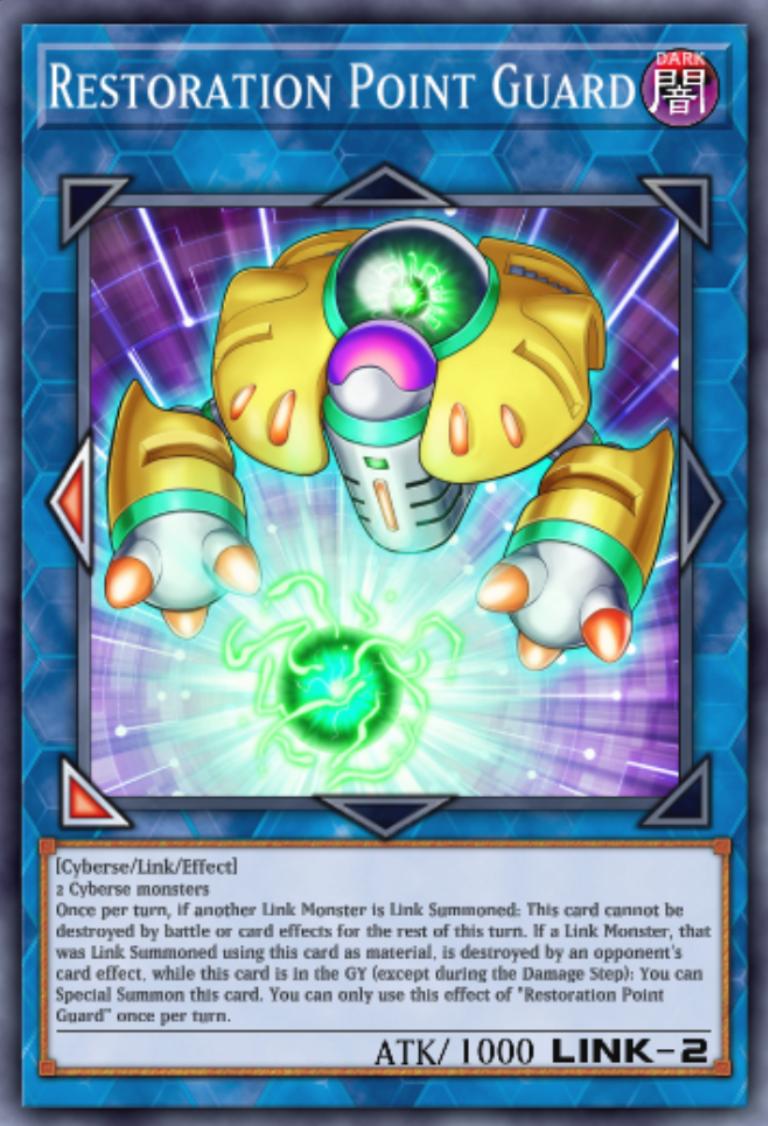 RESTORATION POINT GUARD
DARK
闇
[Cyberse/Link/Effect]
2 Cyberse monsters
Once per turn, if another Link Monster is Link Summoned: This card cannot be
destroyed by battle or card effects for the rest of this turn. If a Link Monster, that
was Link Summoned using this card as material, is destroyed by an opponent's
card effect, while this card is in the GY (except during the Damage Step): You can
Special Summon this card. You can only use this effect of "Restoration Point
Guard" once per turn.
ATK/ 1000 LINK-2